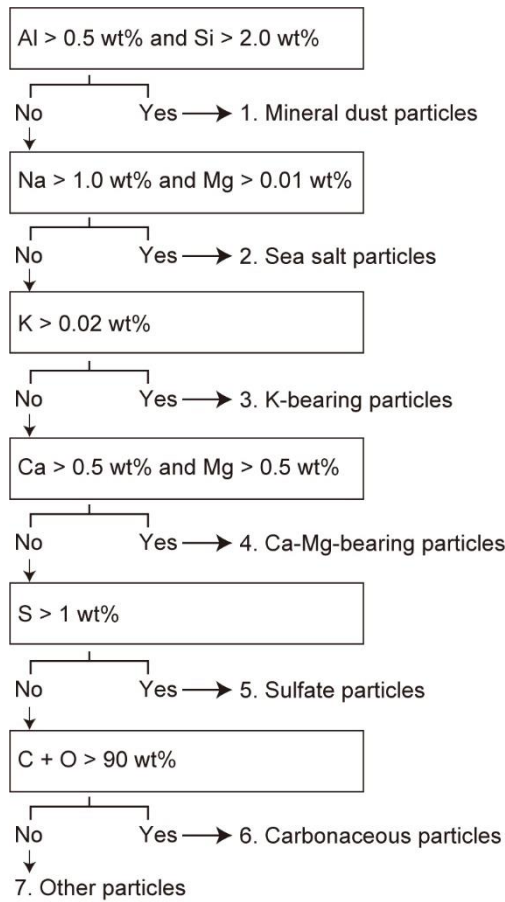 Al > 0.5 wt% and Si > 2.0 wt%
No
Yes
1. Mineral dust particles
Na > 1.0 wt% and Mg > 0.01 wt%
No
Yes
2. Sea salt particles
K > 0.02 wt%
No
Yes
3. K-bearing particles
Ca > 0.5 wt% and Mg > 0.5 wt%
No
Yes
4. Ca-Mg-bearing particles
S > 1 wt%
No
Yes
5. Sulfate particles
C + O > 90 wt%
No
Yes
6. Carbonaceous particles
7. Other particles